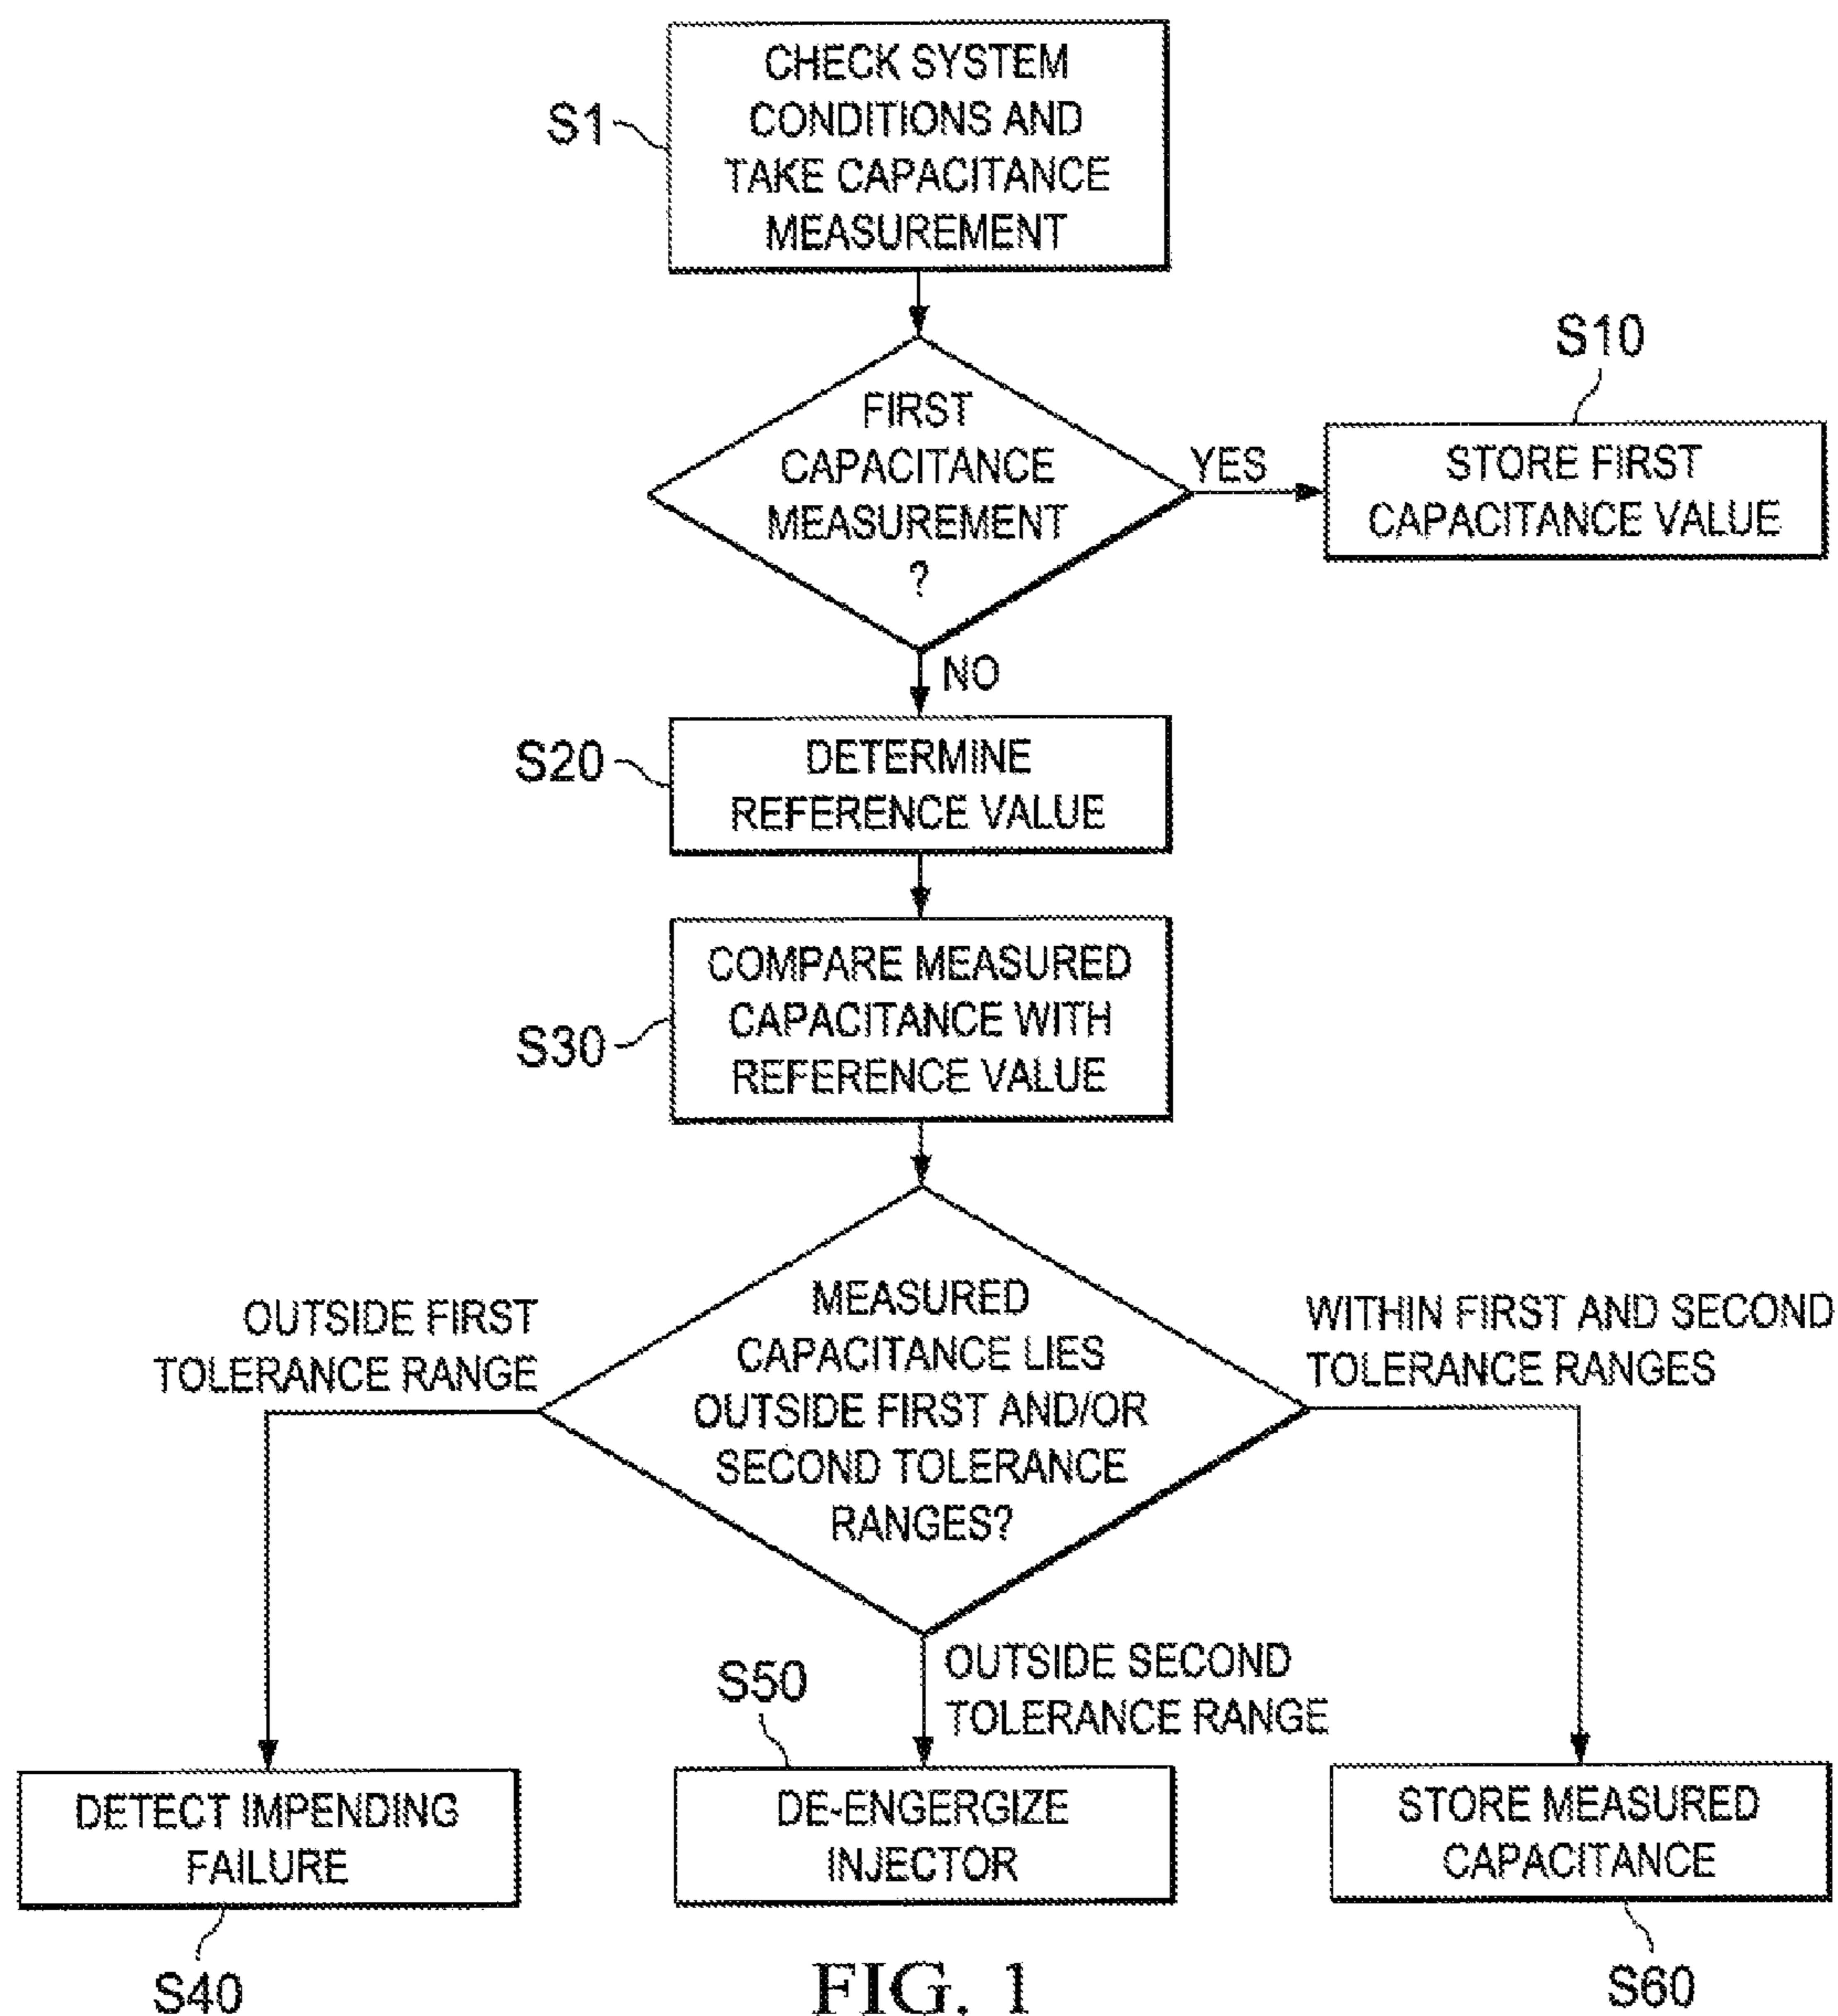 CHECK SYSTEM
CONDITIONS AND
TAKE CAPACITANCE
MEASUREMENT
S1
FIRST
CAPACITANCE
MEASUREMENT
?
YES
S10
STORE FIRST
CAPACITANCE VALUE
NO
S20
DETERMINE
REFERENCE VALUE
S30
COMPARE MEASURED
CAPACITANCE WITH
REFERENCE VALUE
MEASURED
CAPACITANCE LIES
OUTSIDE FIRST AND/OR
SECOND TOLERANCE
RANGES?
OUTSIDE FIRST
TOLERANCE RANGE
WITHIN FIRST AND SECOND
TOLERANCE RANGES
OUTSIDE SECOND
TOLERANCE RANGE
DETECT IMPENDING
FAILURE
S40
S50
DE-ENGERGIZE
INJECTOR
STORE MEASURED
CAPACITANCE
S60
FIG. 1